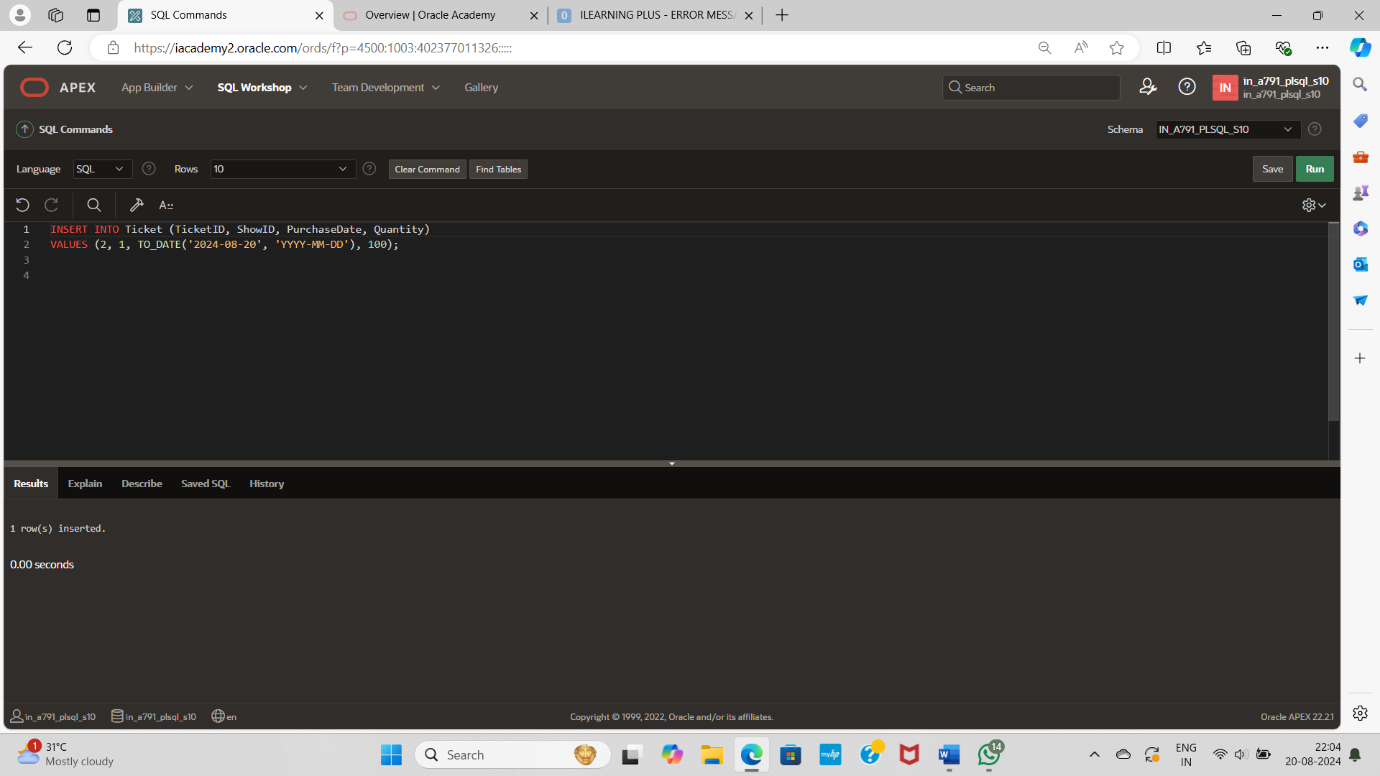 SQL Commands
Overview | Oracle Academy
ILEARNING PLUS - ERROR MESSA
https://iacademy2.oracle.com/ords/f?p=4500:1003:402377011326:::::
APEX App Builder SQL Workshop Team Development Gallery
Search
IN in_a791_plsql_s10
in_a791_plsql_s10
SQL Commands
Schema IN_A791_PLSQL_S10
Language SQL Rows 10 Clear Command Find Tables Save Run
1 INSERT INTO Ticket (TicketID, ShowID, PurchaseDate, Quantity)
2 VALUES (2, 1, TO_DATE('2024-08-20', 'YYYY-MM-DD'), 100);
3
4
Results Explain Describe Saved SQL History
1 row(s) inserted.
0.00 seconds
in_a791_plsql_s10 in_a791_plsql_s10 en
Copyright © 1999, 2022, Oracle and/or its affiliates.
Oracle APEX 22.2.1
1 31°C
Mostly cloudy
Search
14
ENG
IN
22:04
20-08-2024